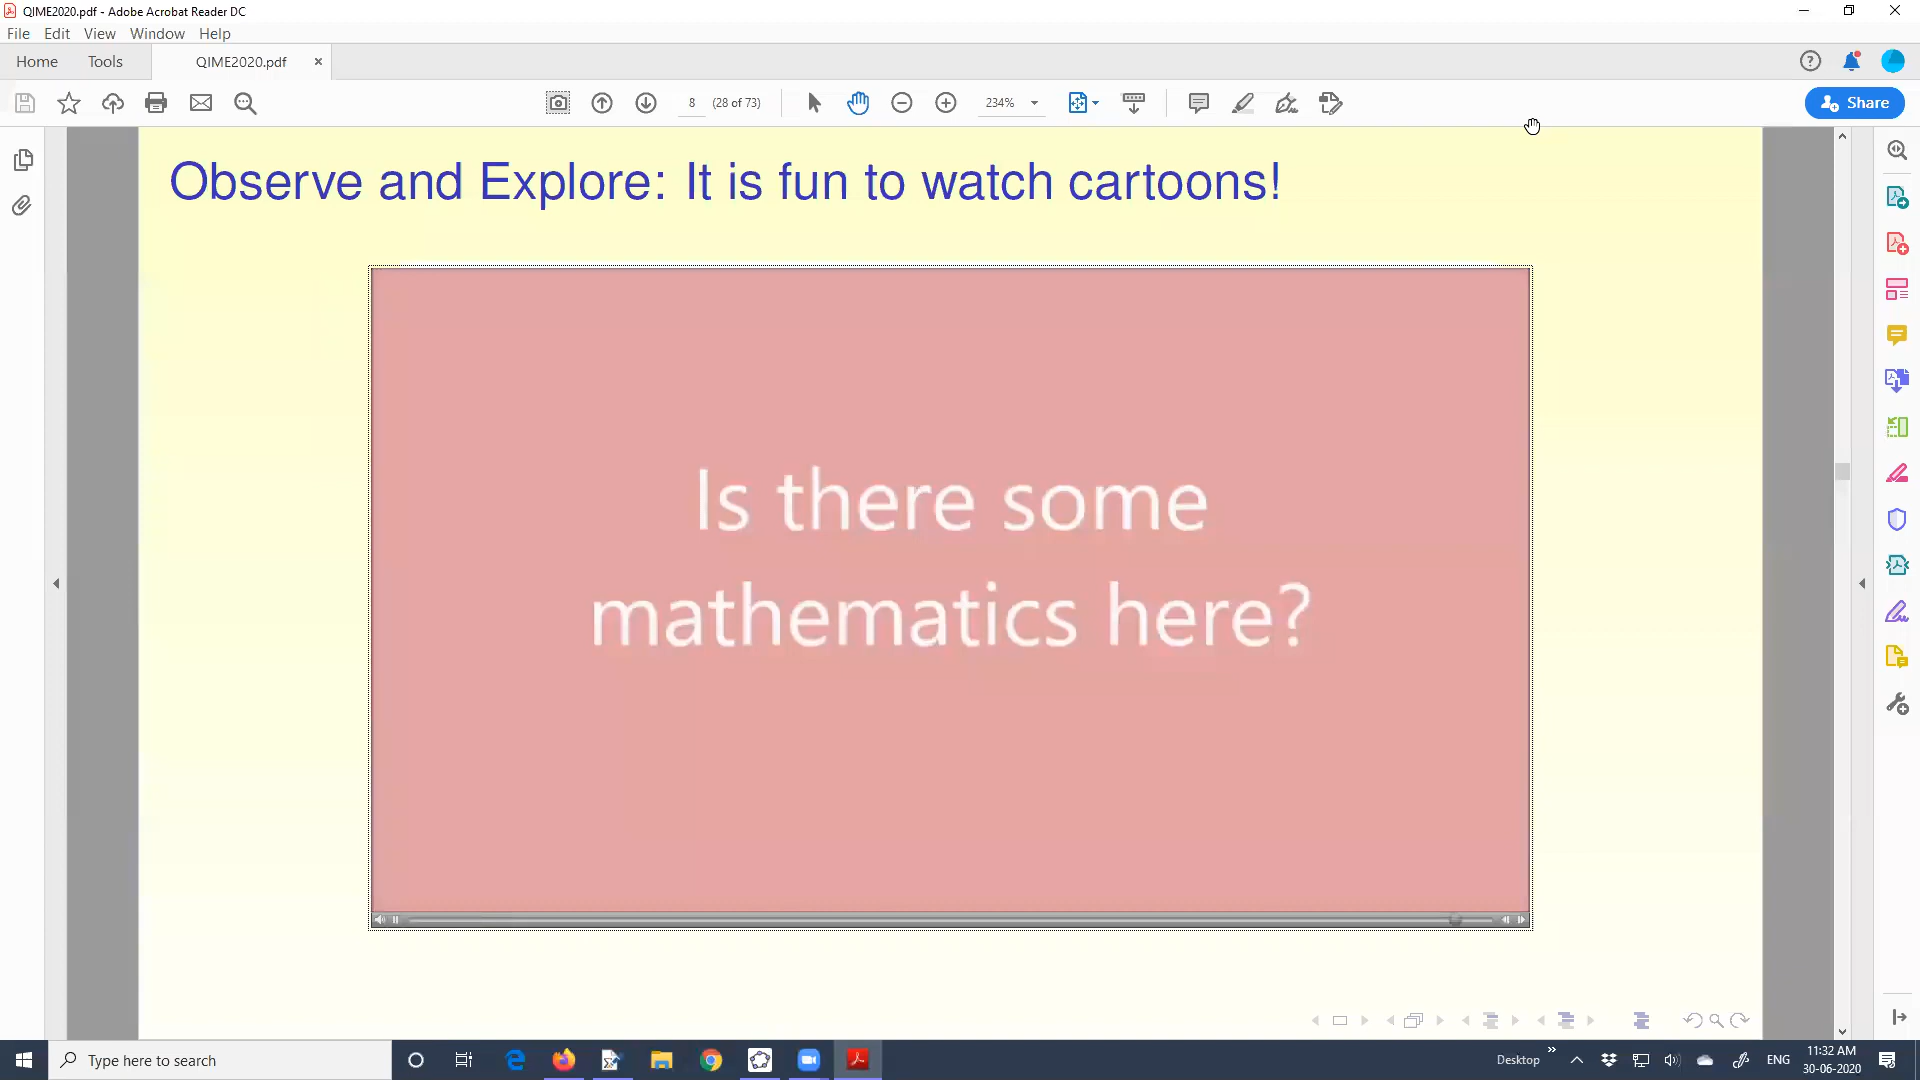 QIME2020.pdf - Adobe Acrobat Reader DC
File Edit View Window Help
Home Tools QIME2020.pdf
8 (28 of 73) 234% Share
Observe and Explore: It is fun to watch cartoons!
Is there some
mathematics here?
Type here to search
Desktop
ENG
11:32 AM
30-06-2020